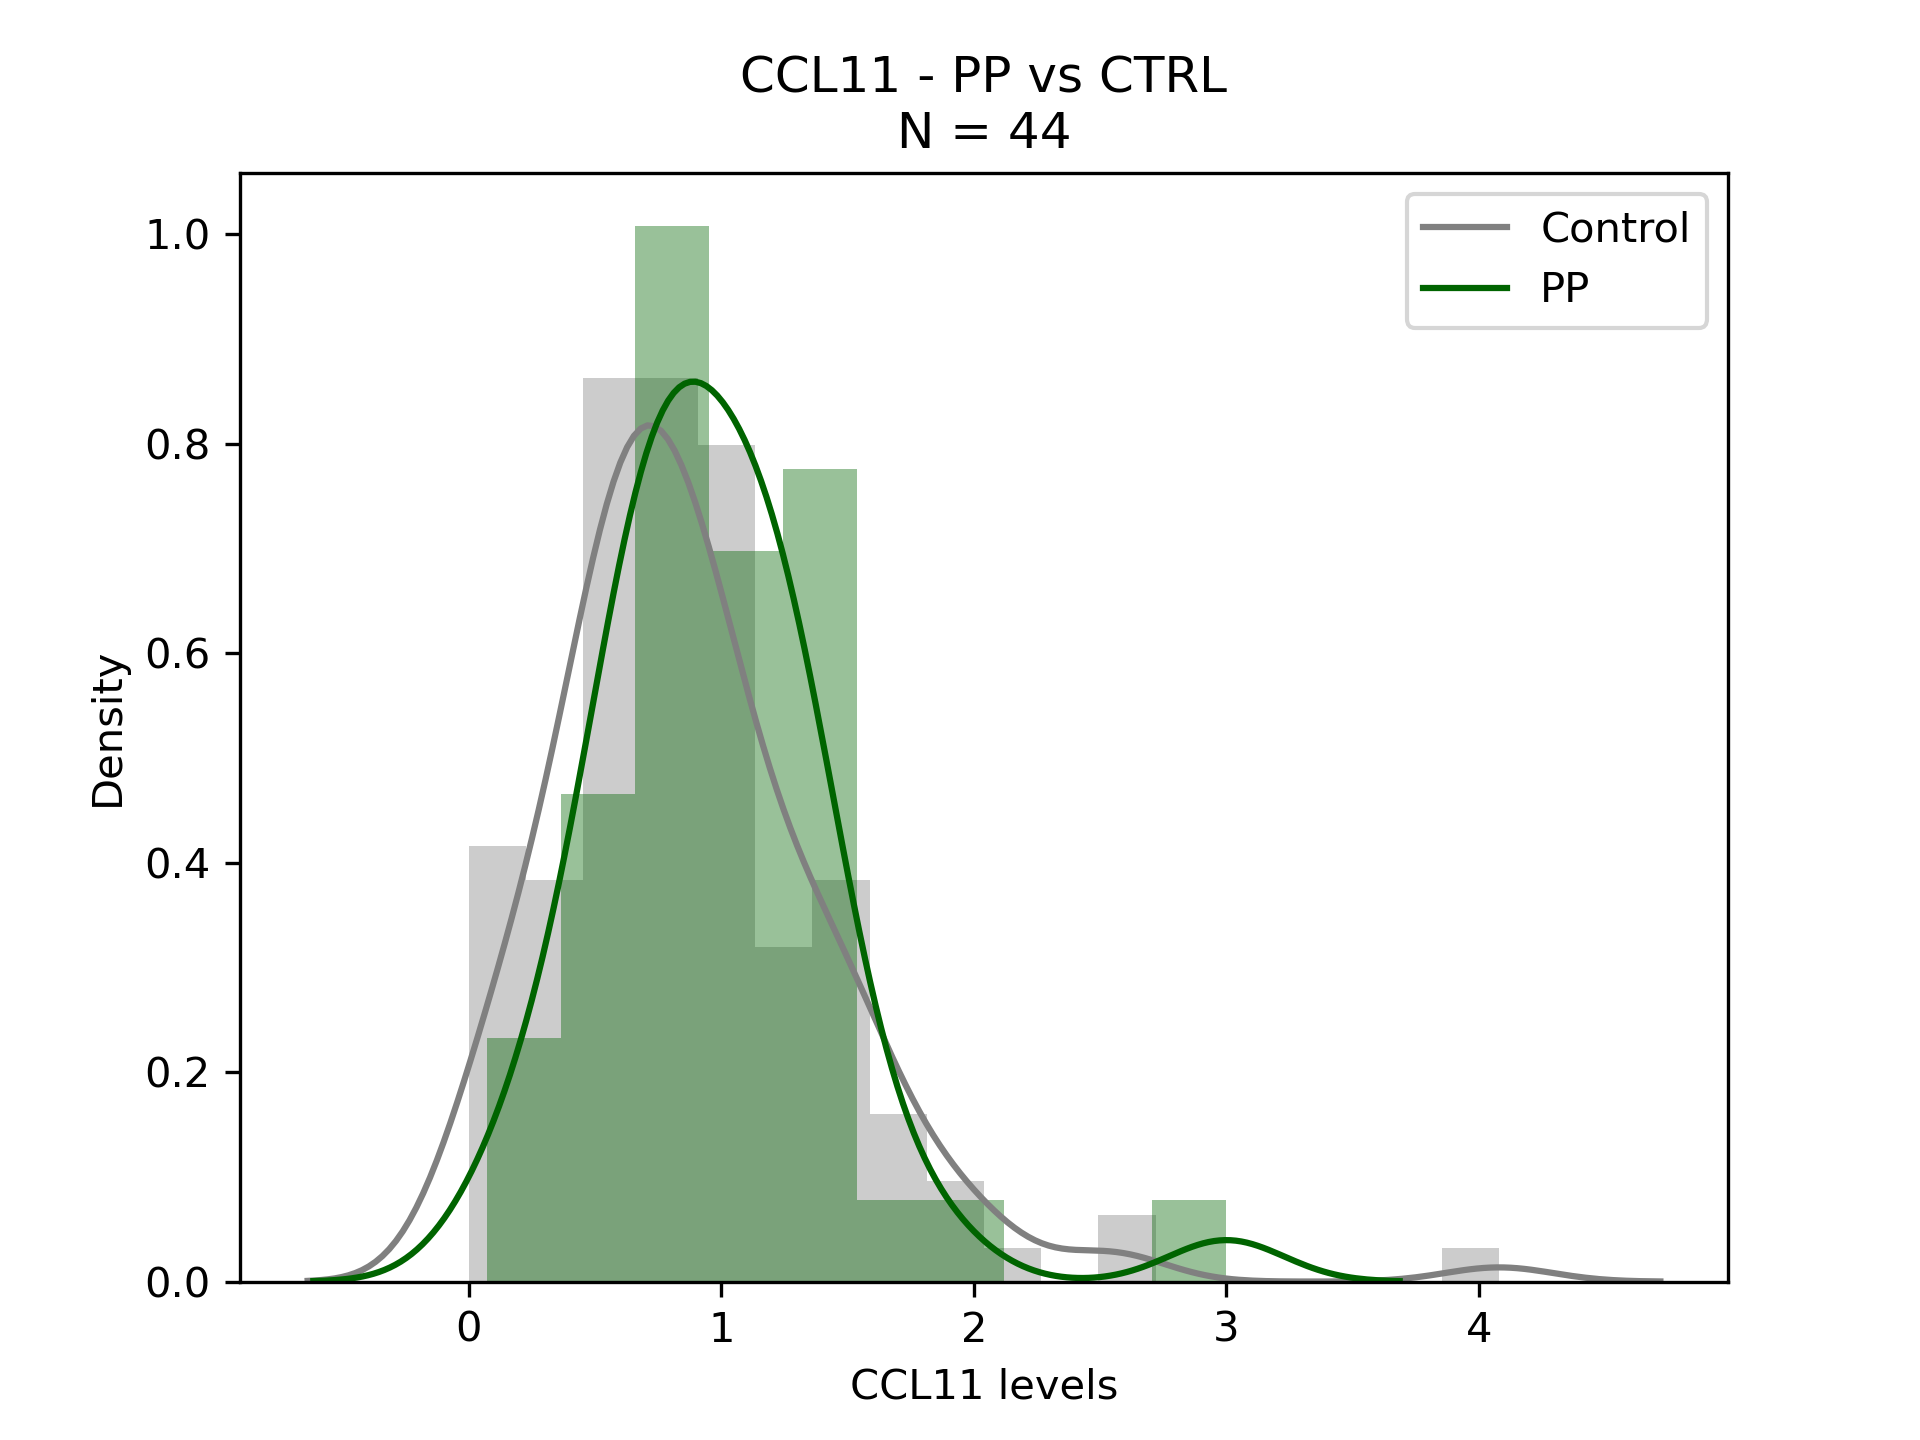 CCL11 - PP vs CTRL
N = 44
Control
PP
1.0
0.8
0.6
0.4
0.2
0.0
Density
0 1 2 3 4
CCL11 levels